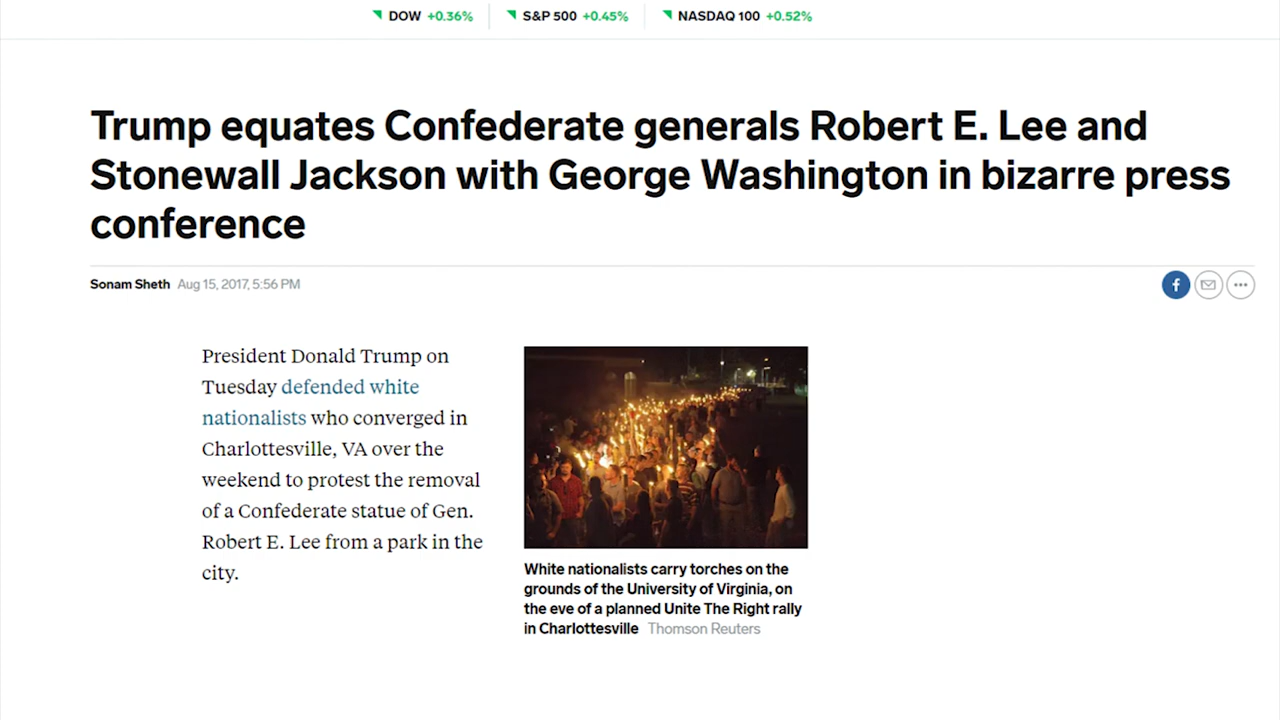 DOW +0.36% S&P 500 +0.45% NASDAQ 100 +0.52%
Trump equates Confederate generals Robert E. Lee and
Stonewall Jackson with George Washington in bizarre press
conference
Sonam Sheth Aug 15, 2017, 5:56 PM
President Donald Trump on
Tuesday defended white
nationalists who converged in
Charlottesville, VA over the
weekend to protest the removal
of a Confederate statue of Gen.
Robert E. Lee from a park in the
city.
White nationalists carry torches on the
grounds of the University of Virginia, on
the eve of a planned Unite The Right rally
in Charlottesville Thomson Reuters